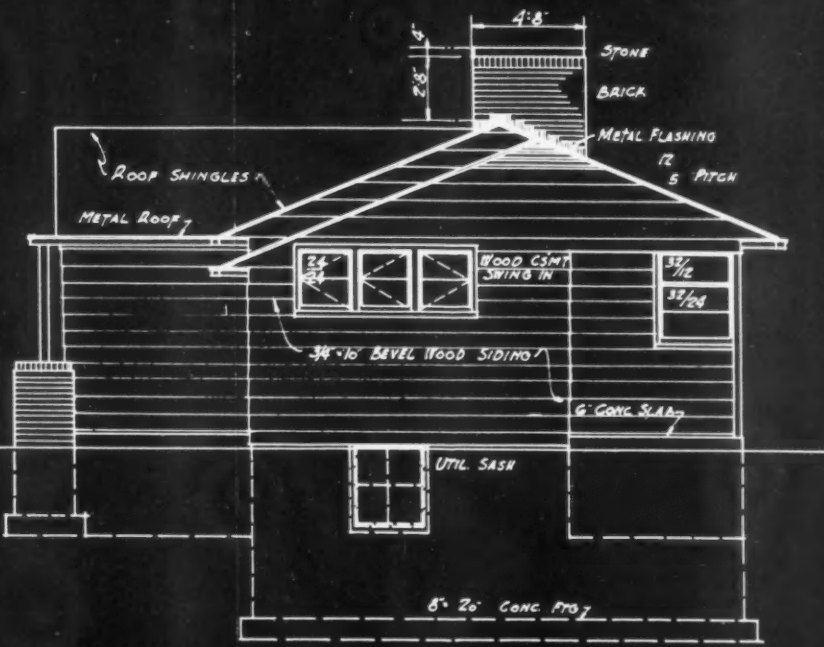 4'-8"
4"
STONE
2'8"
BRICK
METAL FLASHING
12
5 PITCH
ROOF SHINGLES
METAL ROOF
24
24
WOOD CSMT
SWING IN
32/12
32/24
3/4"-10" BEVEL WOOD SIDING
6" CONC SLAB
UTIL. SASH
8" = 20" CONC. FTG